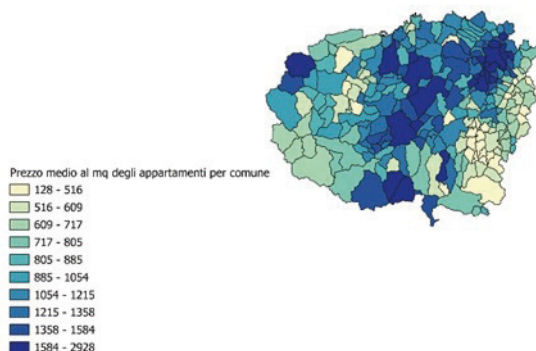 Prezzo medio al mq degli appartamenti per comune
128 - 516
516 - 609
609 - 717
717 - 805
805 - 885
885 - 1054
1054 - 1215
1215 - 1358
1358 - 1584
1584 - 2928